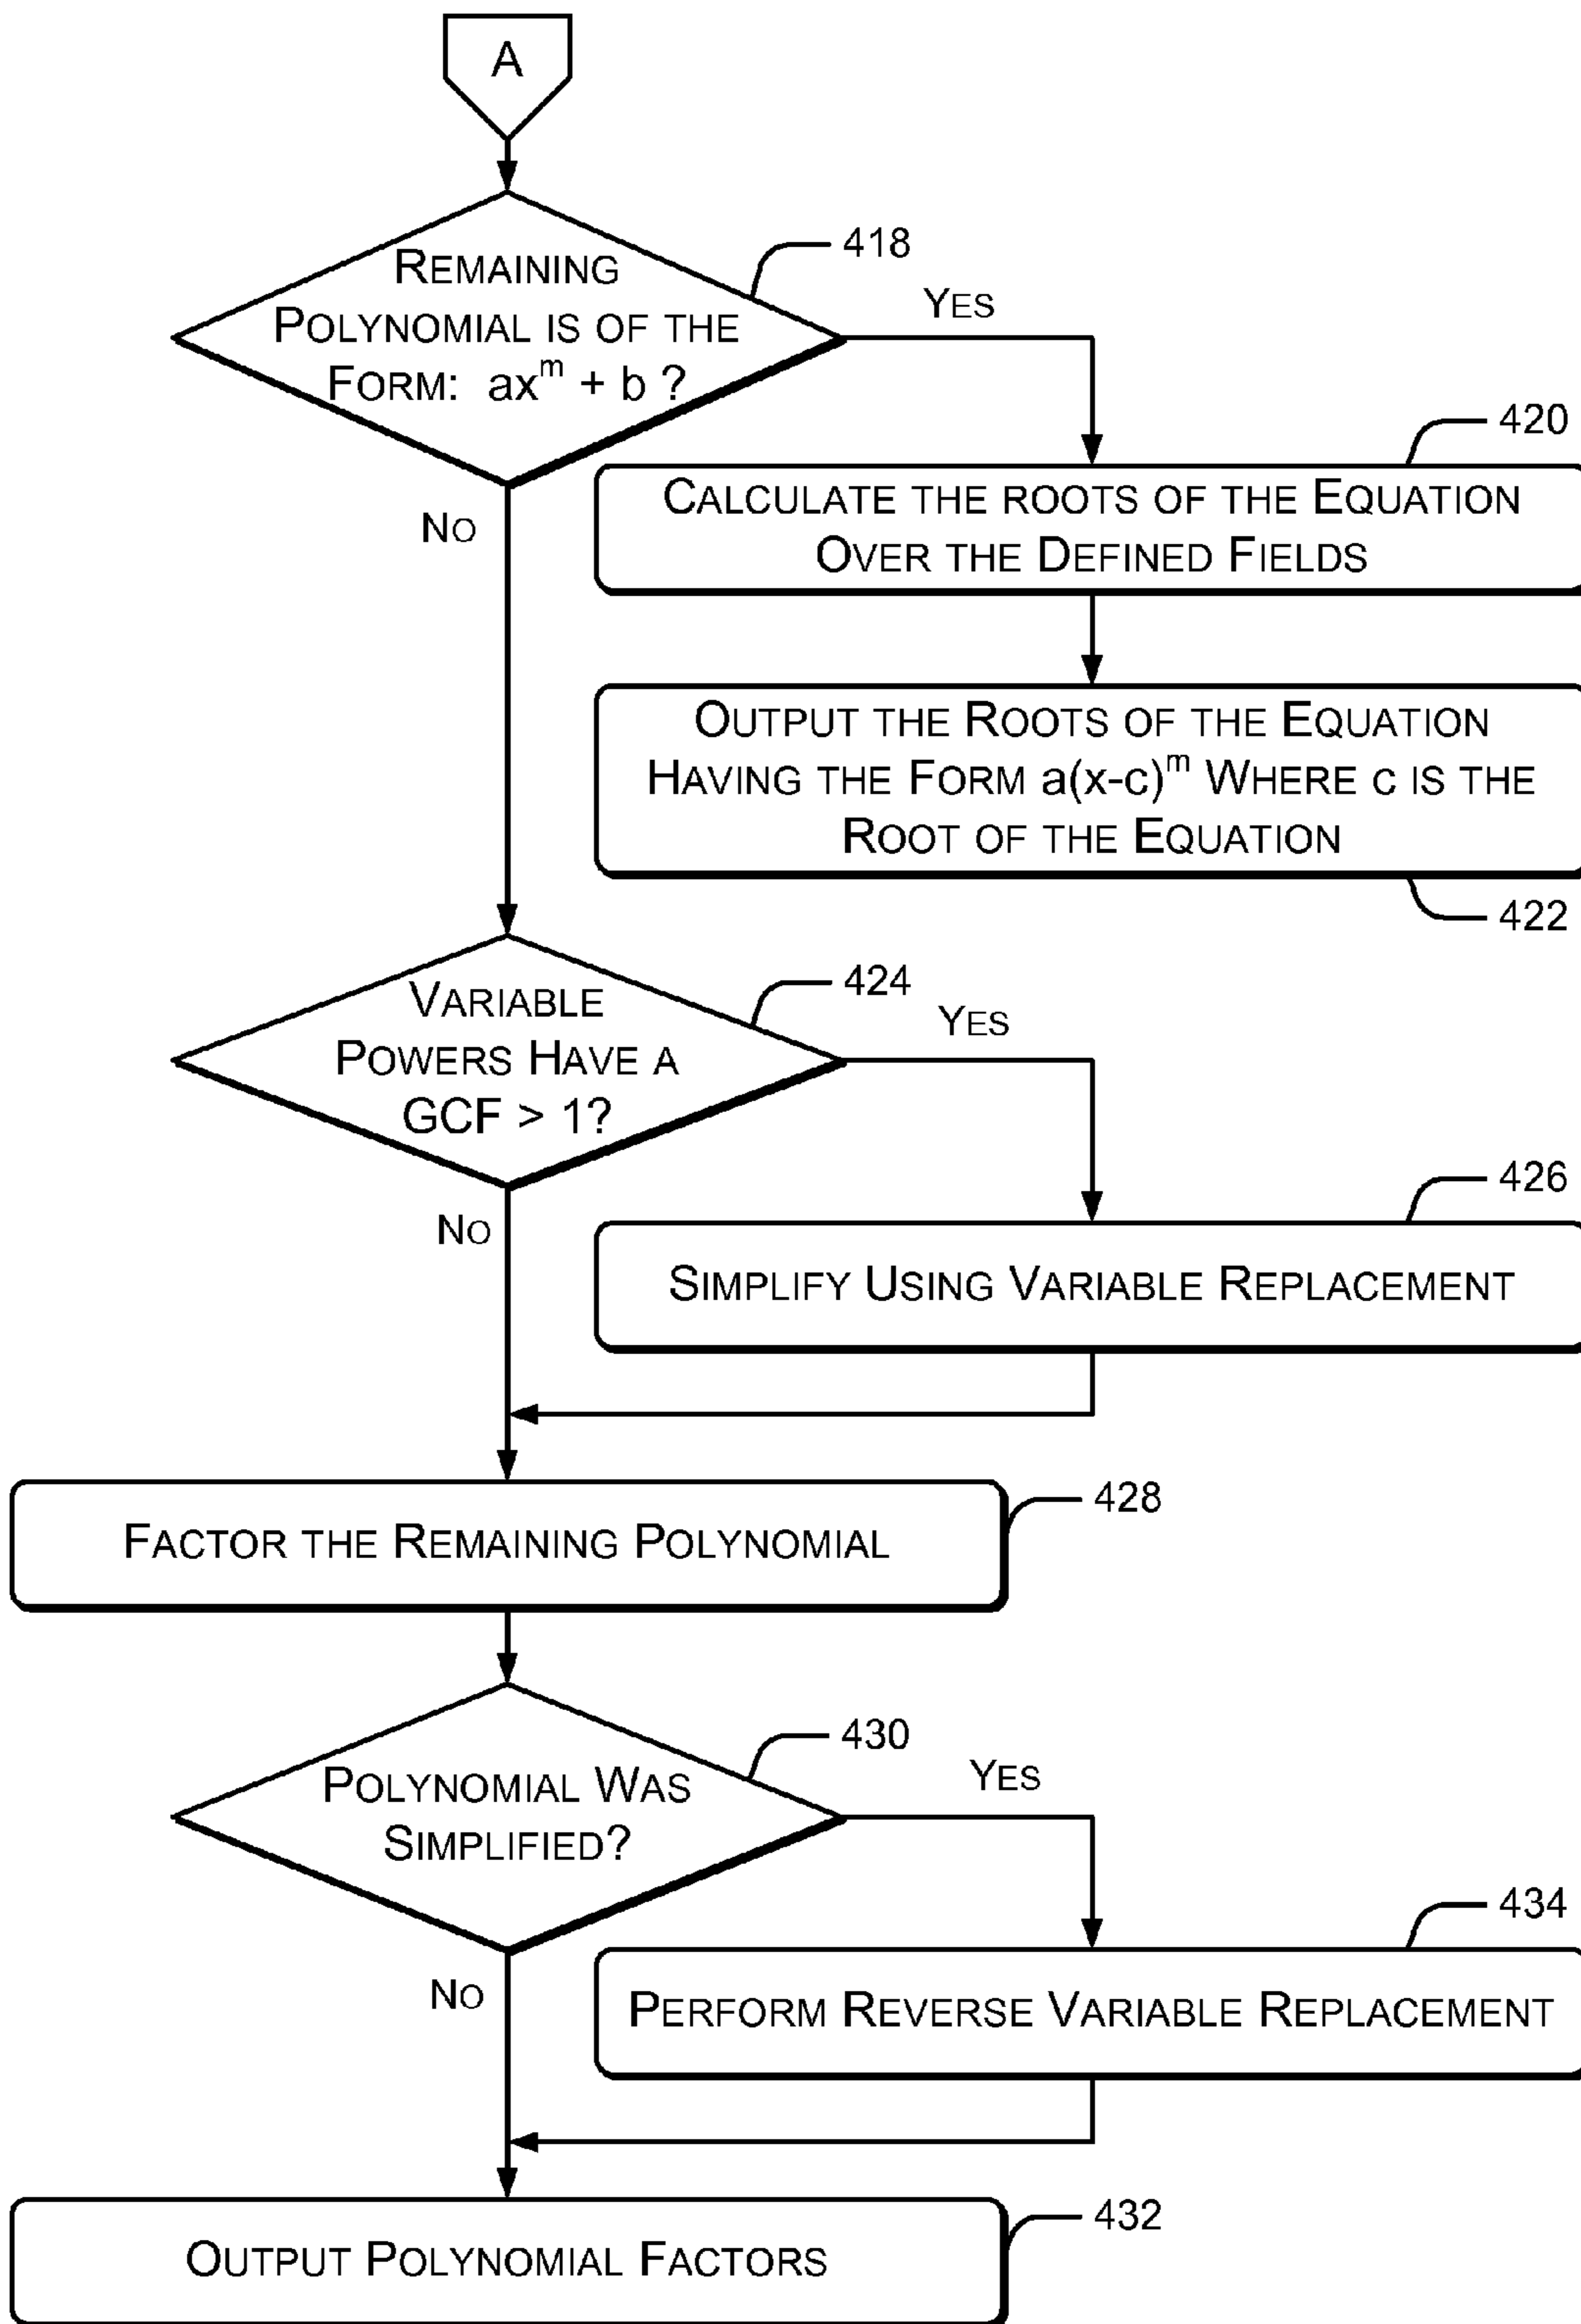 A
REMAINING
POLYNOMIAL IS OF THE
FORM: ax^m + b ?
418
YES
NO
420
CALCULATE THE ROOTS OF THE EQUATION
OVER THE DEFINED FIELDS
OUTPUT THE ROOTS OF THE EQUATION
HAVING THE FORM a(x-c)^m WHERE c IS THE
ROOT OF THE EQUATION
422
VARIABLE
POWERS HAVE A
GCF > 1?
424
YES
NO
426
SIMPLIFY USING VARIABLE REPLACEMENT
FACTOR THE REMAINING POLYNOMIAL
428
POLYNOMIAL WAS
SIMPLIFIED?
430
YES
NO
434
PERFORM REVERSE VARIABLE REPLACEMENT
OUTPUT POLYNOMIAL FACTORS
432